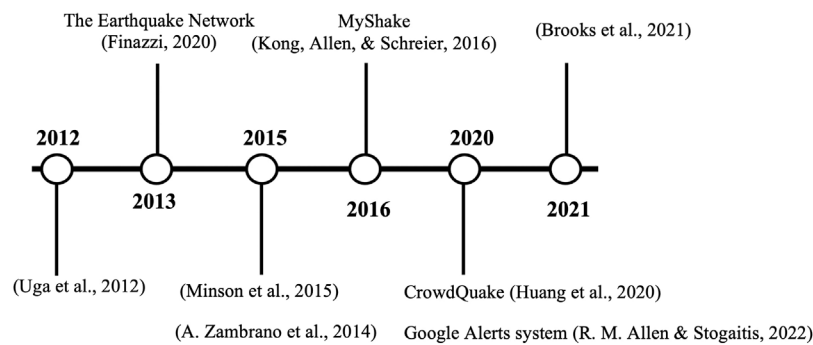 The Earthquake Network
(Finazzi, 2020)
MyShake
(Kong, Allen, & Schreier, 2016)
(Brooks et al., 2021)
2012
2015
2020
2013
2016
2021
(Uga et al., 2012)
(Minson et al., 2015)
(A. Zambrano et al., 2014)
CrowdQuake (Huang et al., 2020)
Google Alerts system (R. M. Allen & Stogaitis, 2022)